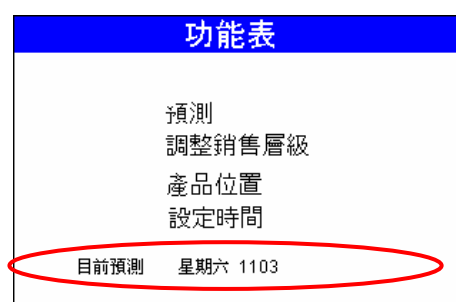 功能表
預測
調整銷售層級
產品位置
設定時間
目前預測 星期六 1103